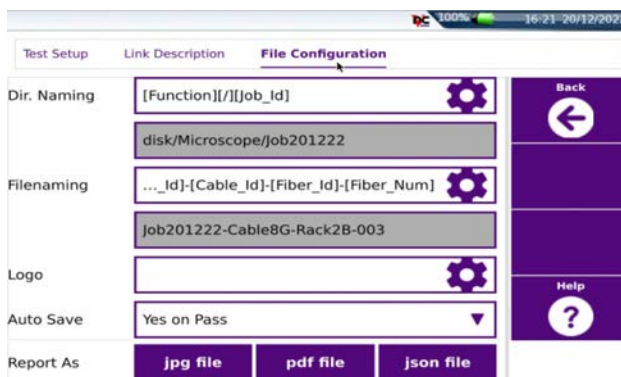 DC 100% 16:21 20/12/202
Test Setup Link Description File Configuration
Dir. Naming [Function][/][Job_Id]
Back
disk/Microscope/Job201222
Filenaming ..._Id]-[Cable_Id]-[Fiber_Id]-[Fiber_Num]
Job201222-Cable8G-Rack2B-003
Logo
Help
Auto Save Yes on Pass
?
Report As jpg file pdf file json file